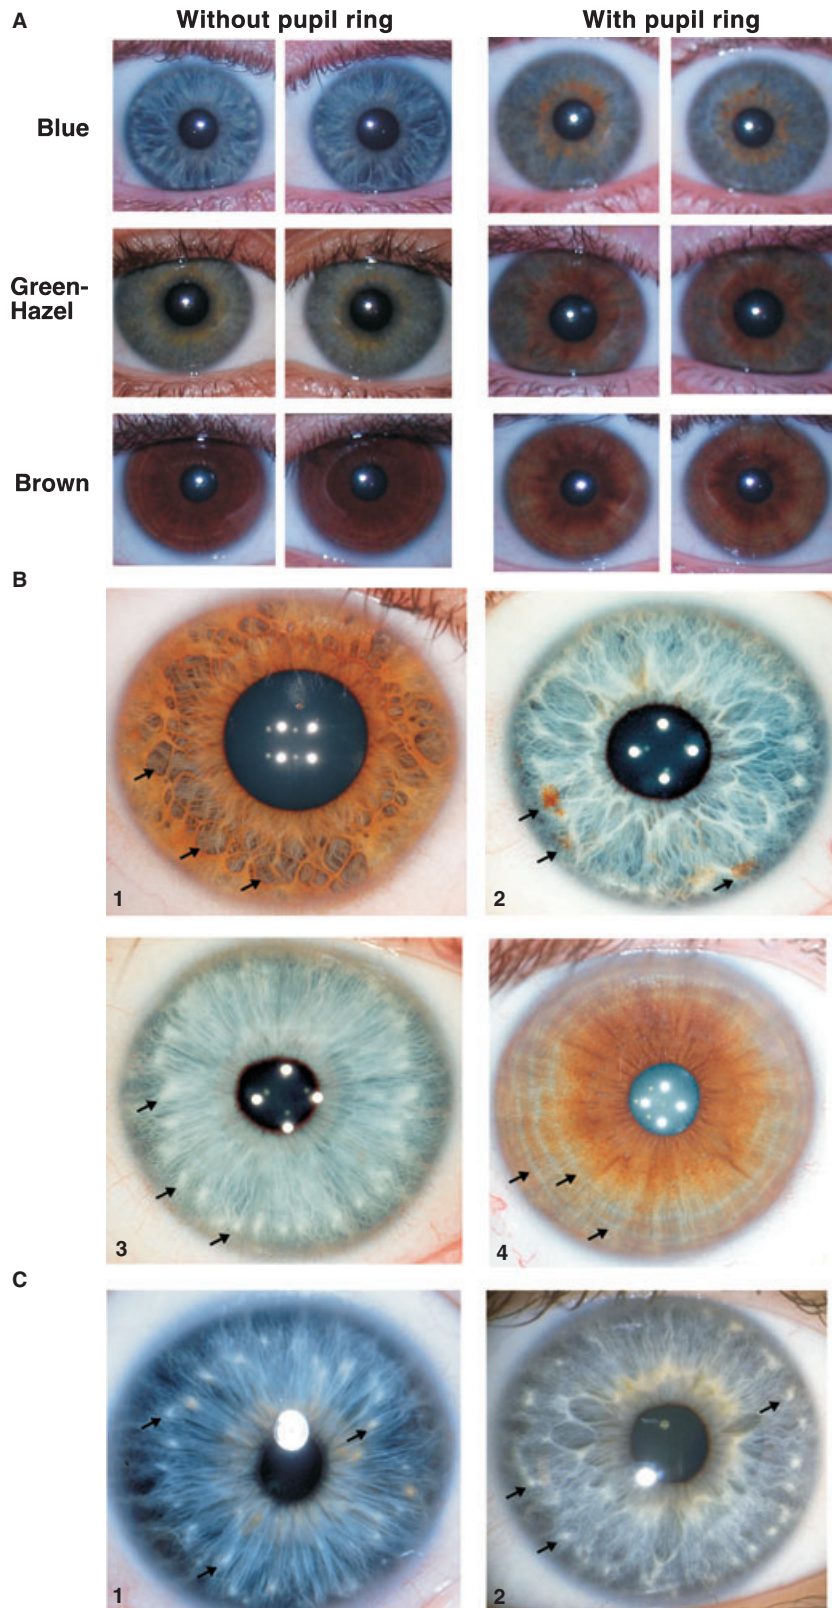 A
Without pupil ring
With pupil ring
Blue
Green-
Hazel
Brown
B
1
2
3
4
C
1
2